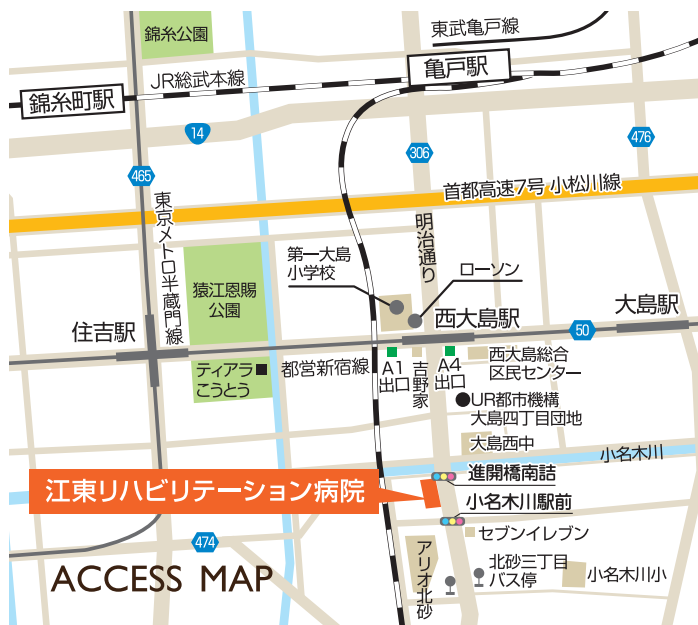 錦糸公園
東武亀戸線
JR総武本線
亀戸駅
錦糸町駅
14
306
476
465
首都高速7号 小松川線
東京メトロ半蔵門線
明治通り
第一大島
小学校
ローソン
猿江恩賜
公園
住吉駅
西大島駅
大島駅
50
ティアラ
こうとう
都営新宿線
A1
出口
吉野家
A4
出口
西大島総合
区民センター
UR都市機構
大島四丁目団地
大島西中
小名木川
進開橋南詰
江東リハビリテーション病院
小名木川駅前
セブンイレブン
474
アリオ北砂
北砂三丁目
バス停
小名木川小
ACCESS MAP